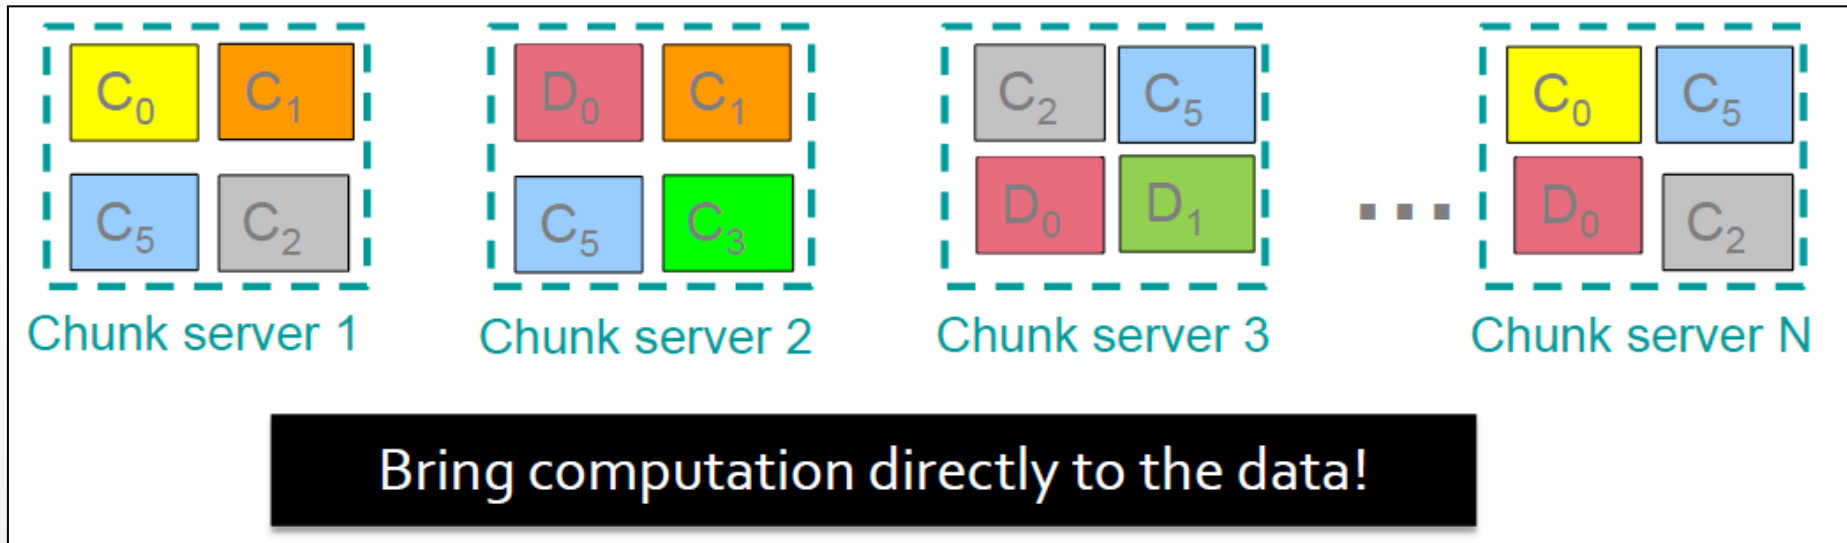 C₀ C₁ D₀ C₁ C₂ C₅ C₀ C₅
C₅ C₂ C₅ C₃ D₀ D₁ ... D₀ C₂
Chunk server 1 Chunk server 2 Chunk server 3 Chunk server N
Bring computation directly to the data!